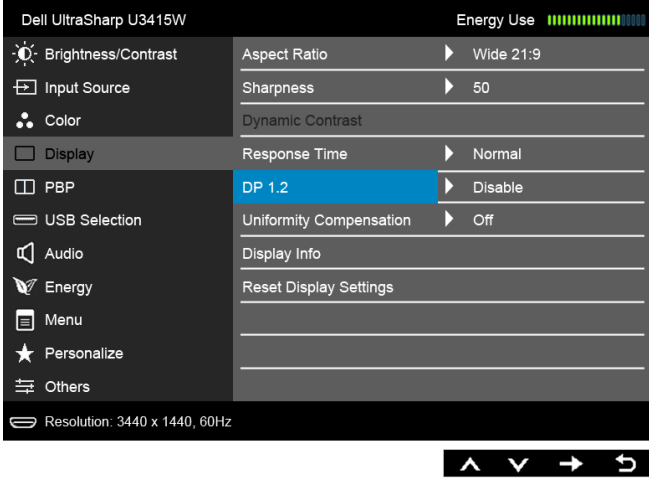 Dell UltraSharp U3415W Energy Use
Brightness/Contrast Aspect Ratio Wide 21:9
Input Source Sharpness 50
Color Dynamic Contrast
Display Response Time Normal
PBP DP 1.2 Disable
USB Selection Uniformity Compensation Off
Audio Display Info
Energy Reset Display Settings
Menu
Personalize
Others
Resolution: 3440 x 1440, 60Hz